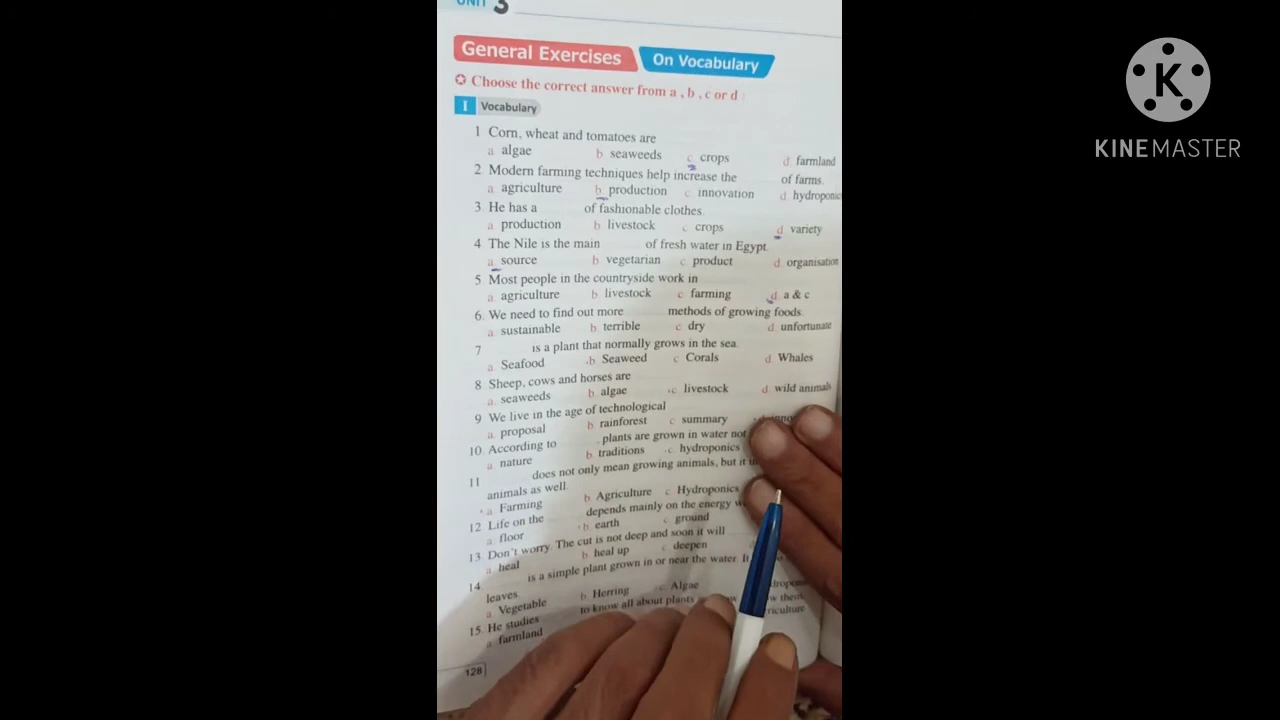 UNIT 3
General Exercises On Vocabulary
✪ Choose the correct answer from a , b , c or d :
I Vocabulary
1 Corn, wheat and tomatoes are
a algae b seaweeds c crops d. farmland
2 Modern farming techniques help increase the of farms.
a agriculture b production c innovation d hydroponic
3. He has a of fashionable clothes.
a production b livestock c crops d variety
4 The Nile is the main of fresh water in Egypt.
a. source b vegetarian c. product d. organisation
5 Most people in the countryside work in
a. agriculture b livestock c farming d. a & c
6. We need to find out more methods of growing foods.
a. sustainable b. terrible c dry d. unfortunate
7 is a plant that normally grows in the sea.
a. Seafood b Seaweed c Corals d. Whales
8 Sheep, cows and horses are
a. seaweeds b. algae c livestock d. wild animals
9 We live in the age of technological
a. proposal b rainforest c summary
10. According to plants are grown in water not
a. nature b traditions c hydroponics
11 does not only mean growing animals, but it
animals as well.
a Farming b Agriculture c Hydroponics
12 Life on the depends mainly on the energy
a. floor b earth c ground
13. Don't worry. The cut is not deep and soon it will
a. heal b heal up c deepen
14. is a simple plant grown in or near the water. It
leaves.
a. Vegetable b Herring c Algae
15. He studies to know all about plants
a farmland
128
K
KINEMASTER